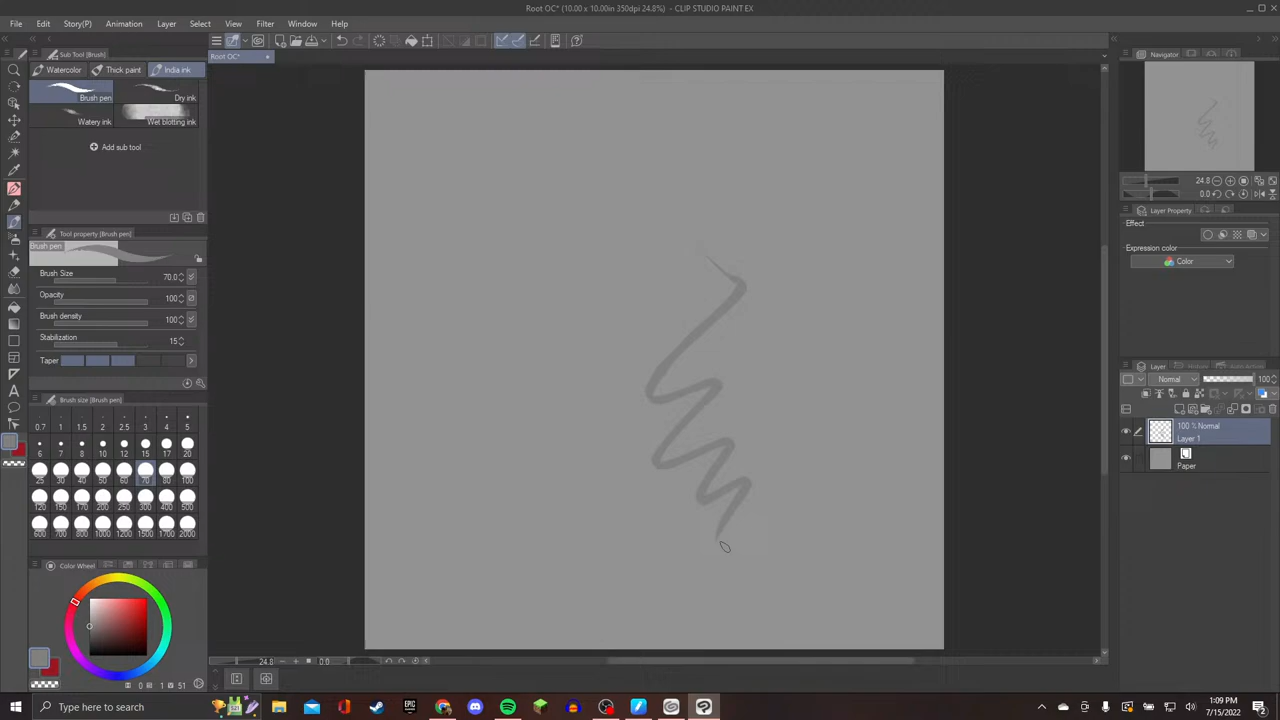 Root OC* (10.00 x 10.00in 350dpi 24.8%) - CLIP STUDIO PAINT EX
File Edit Story(P) Animation Layer Select View Filter Window Help
Sub Tool [Brush]
Root OC*
Navigator
Watercolor Thick paint India ink
Brush pen Dry ink
Watery ink Wet blotting ink
Add sub tool
24.8
0.0
Layer Property
Effect
Tool property [Brush pen]
Brush pen
Expression color
Color
Brush Size 70.0
Opacity 100
Brush density 100
Stabilization 15
Taper
Layer
Normal 100
Brush size [Brush pen]
0.7 1 1.5 2 2.5 3 4 5
6 7 8 10 12 15 17 20
25 30 40 50 60 70 80 100
120 150 170 200 250 300 400 500
600 700 800 1000 1200 1500 1700 2000
100 % Normal
Layer 1
Paper
Color Wheel
24.8 0.0
0 1 51
Type here to search
EPIC
GAMES
1:09 PM
7/15/2022
2